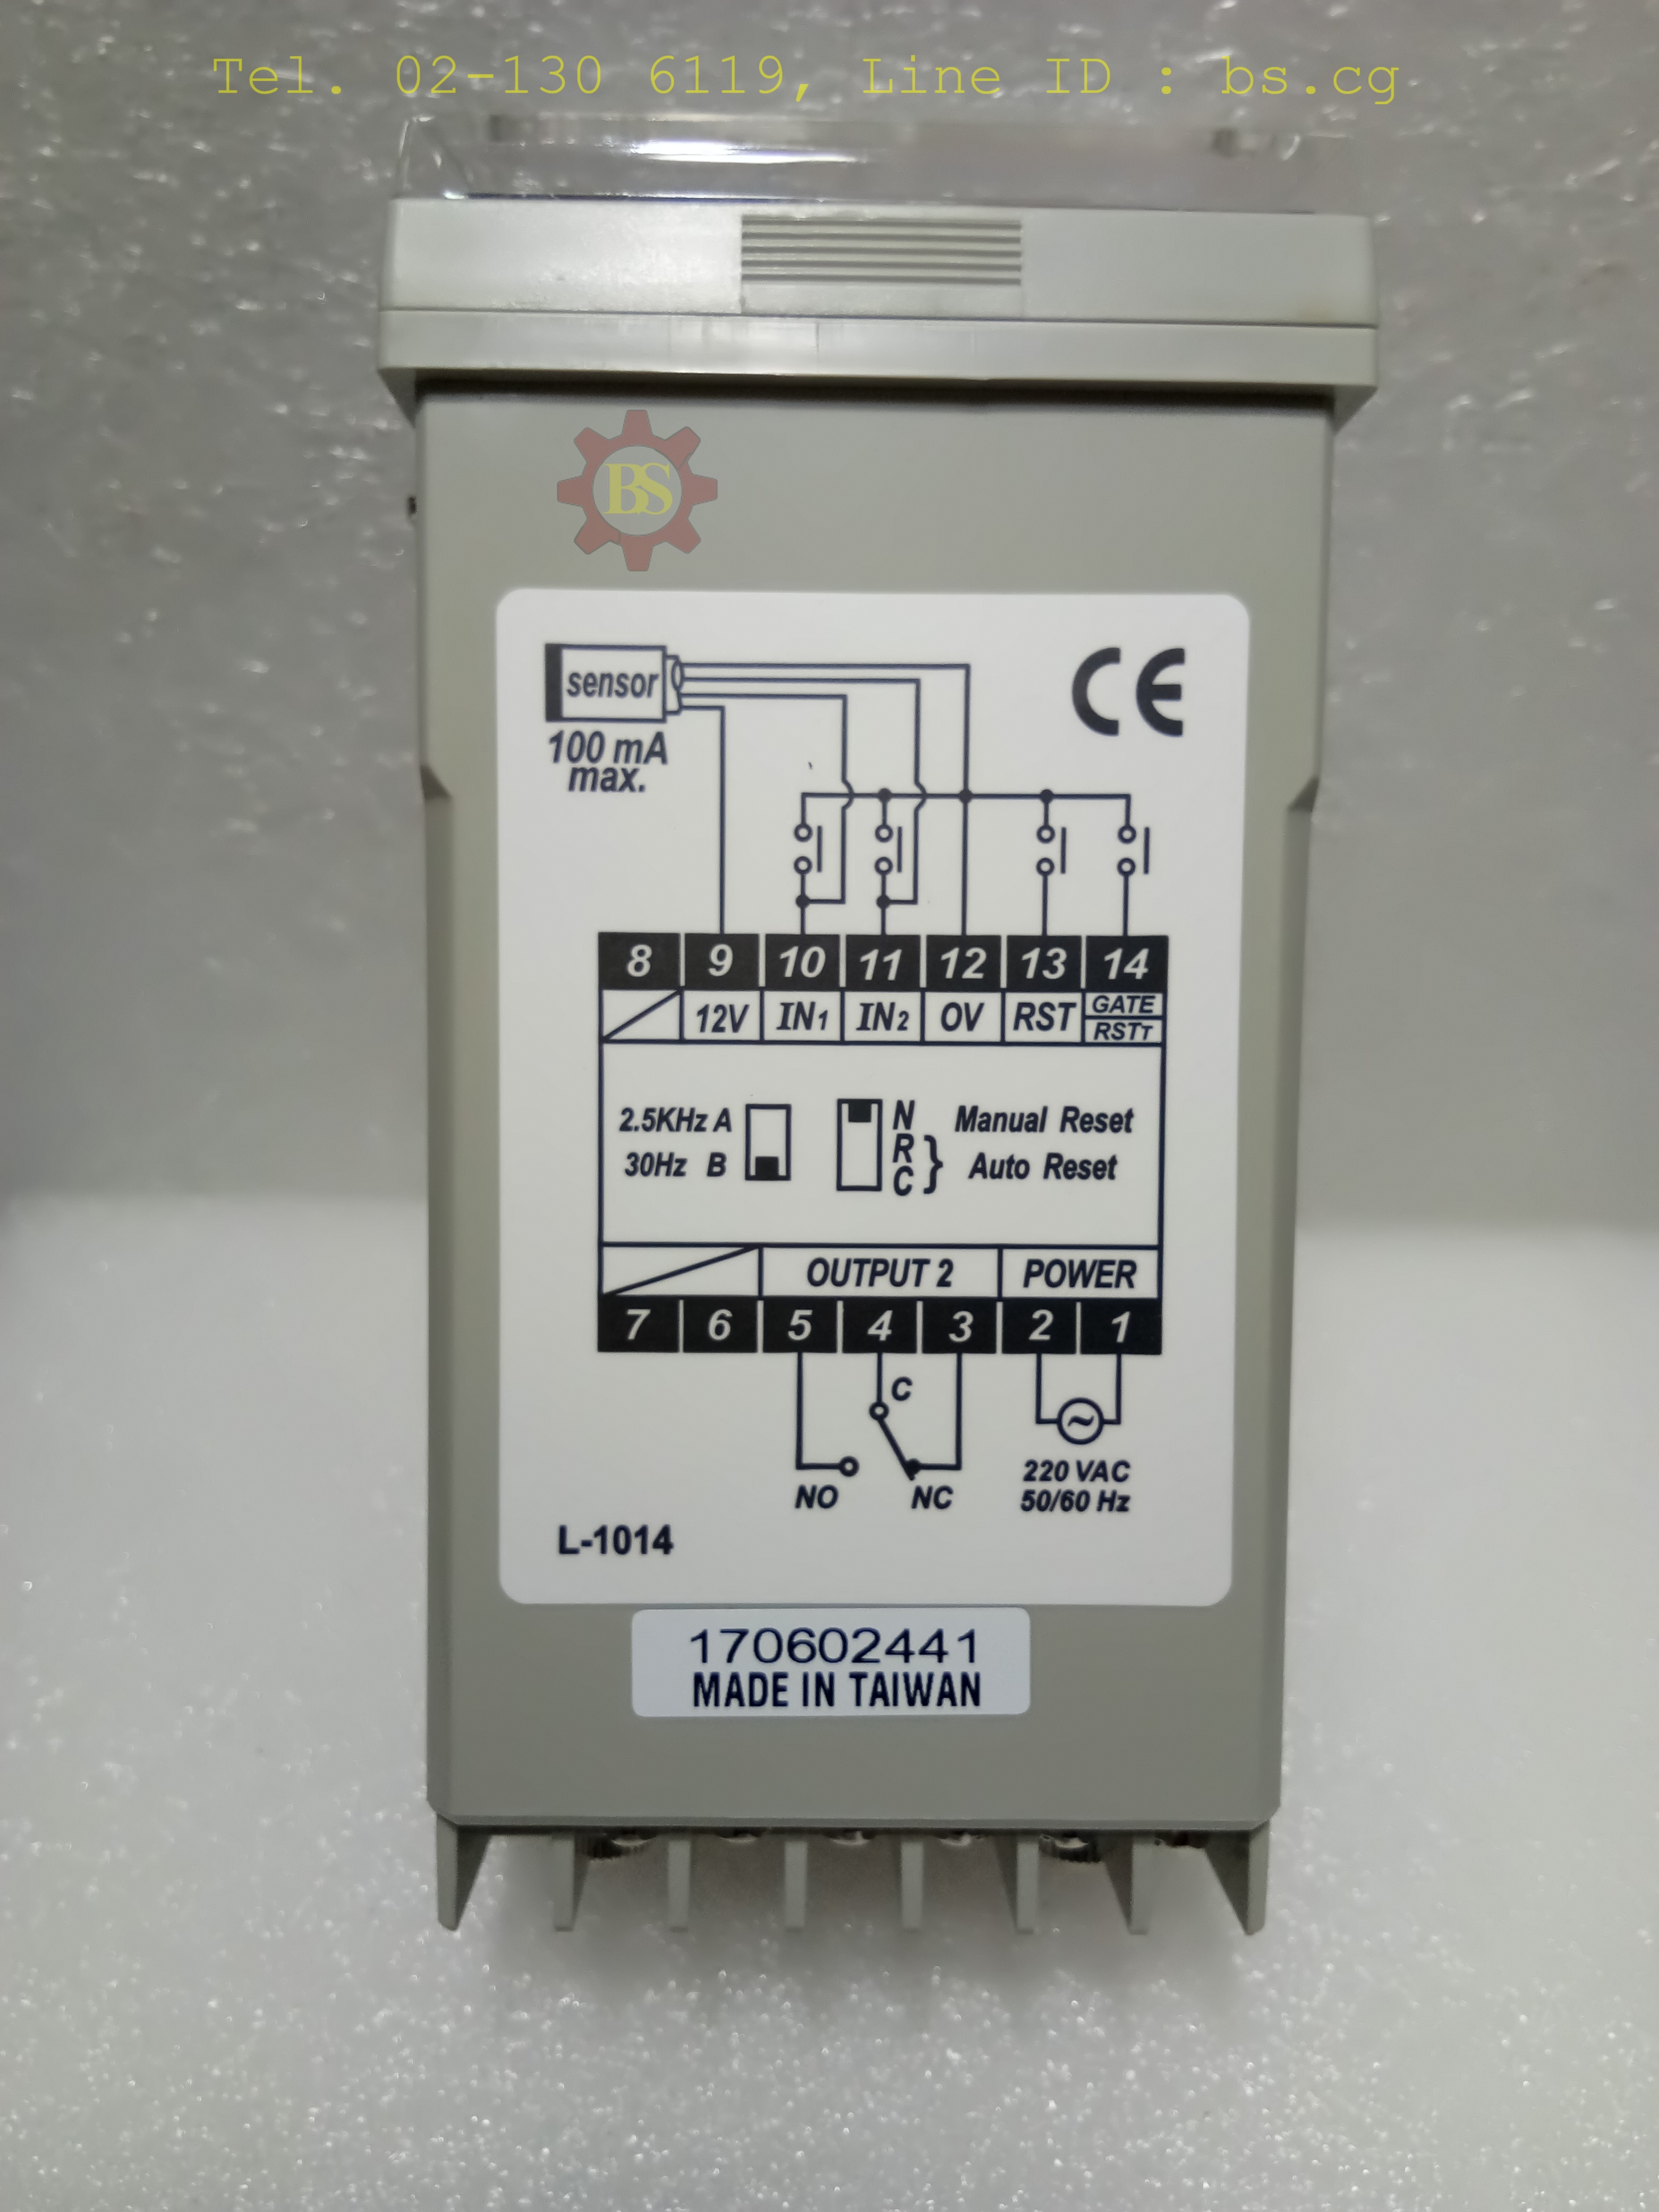 Tel. 02-130 6119, Line ID : bs.cg
BS
CE
sensor
100 mA
max.
8 9 10 11 12 13 14
12V IN1 IN2 OV RST GATE
RSTT
2.5KHz A N Manual Reset
R
30Hz B } Auto Reset
C
OUTPUT 2 POWER
7 6 5 4 3 2 1
C
~
220 VAC
NO NC 50/60 Hz
L-1014
170602441
MADE IN TAIWAN